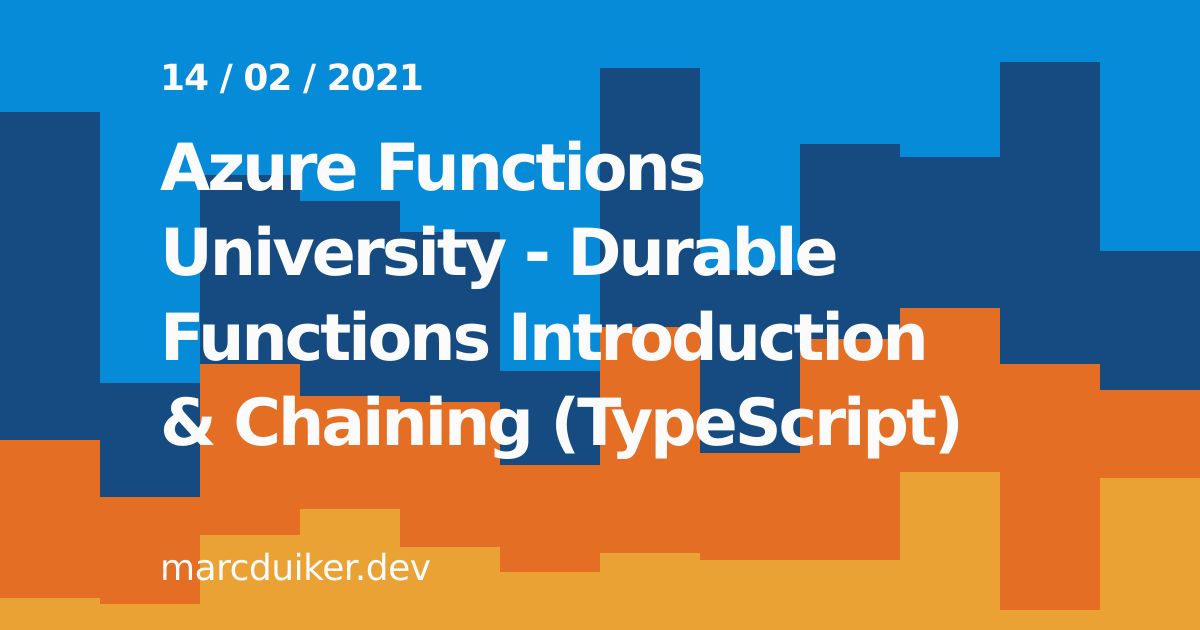 14 / 02 / 2021
Azure Functions
University - Durable
Functions Introduction
& Chaining (TypeScript)
marcduiker.dev